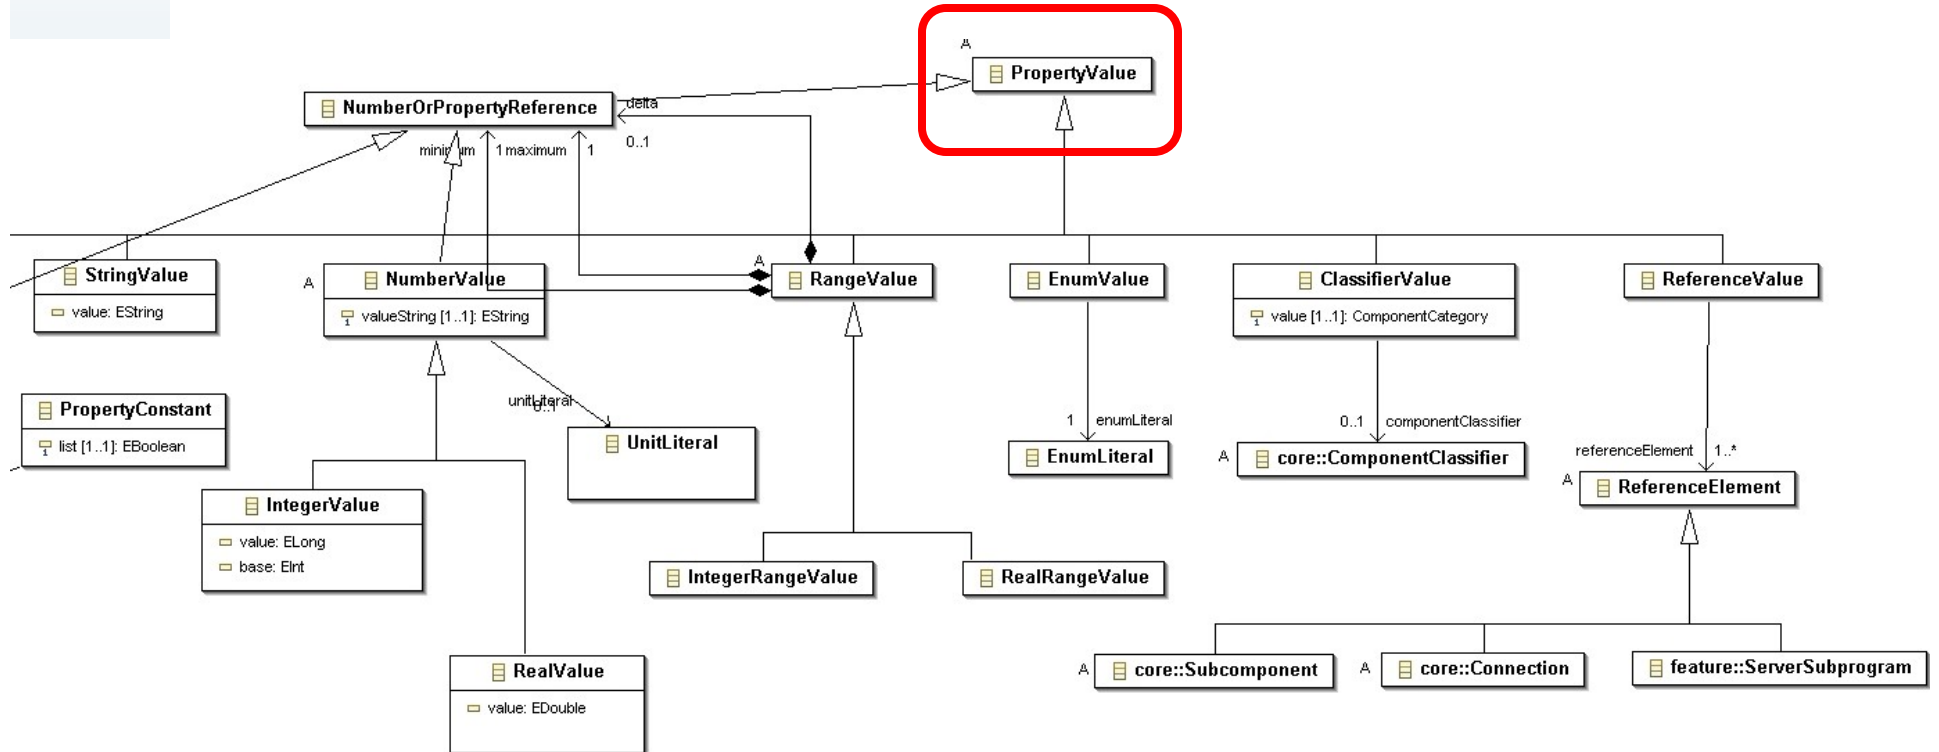 A
PropertyValue
NumberOrPropertyReference
delta
0..1
minimum
1
maximum
1
StringValue
value: EString
A
NumberValue
valueString [1..1]: EString
A
RangeValue
EnumValue
ClassifierValue
value [1..1]: ComponentCategory
ReferenceValue
PropertyConstant
list [1..1]: EBoolean
unitLiteral
0..1
UnitLiteral
1
enumLiteral
EnumLiteral
0..1
componentClassifier
A
core::ComponentClassifier
referenceElement
1..*
A
ReferenceElement
IntegerValue
value: ELong
base: EInt
IntegerRangeValue
RealRangeValue
RealValue
value: EDouble
A
core::Subcomponent
A
core::Connection
feature::ServerSubprogram